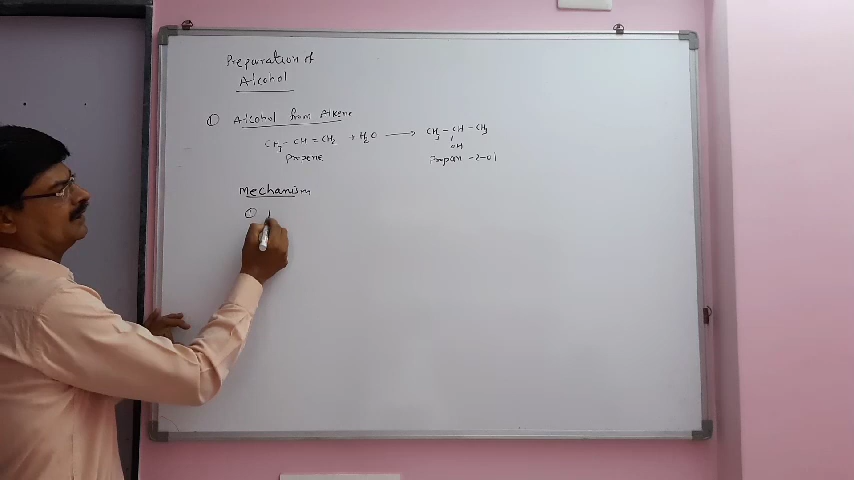 Preparation of
Alcohol
① Alcohol from Alkene
CH₃ - CH = CH₂ + H₂O ⟶ CH₃ - CH - CH₃
OH
Propene Propan-2-ol
Mechanism
①